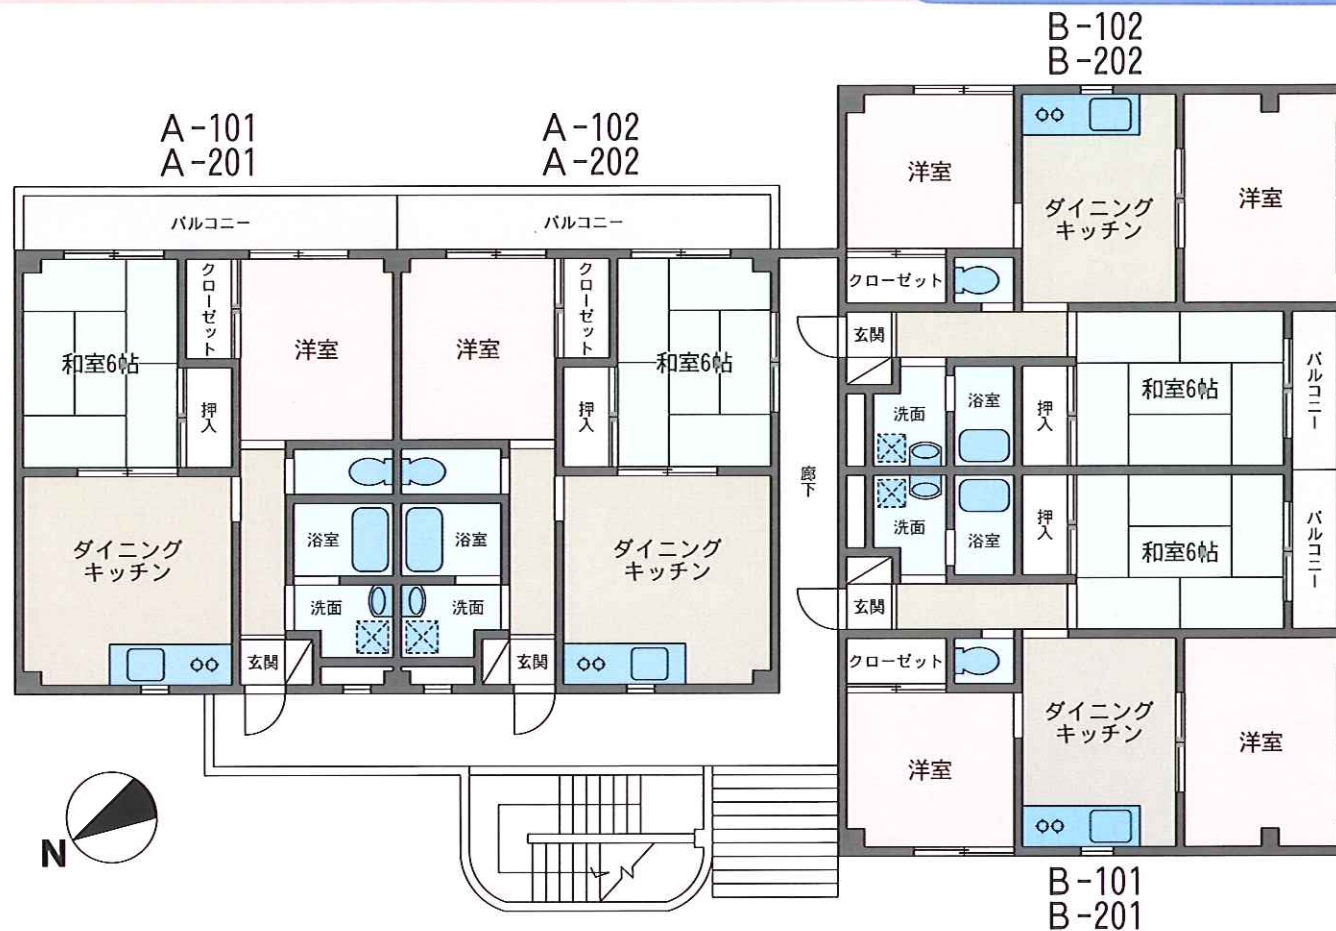 A-101
A-201
バルコニー
和室6帖
クローゼット
押入
洋室
ダイニング
キッチン
浴室
洗面
玄関
A-102
A-202
バルコニー
洋室
クローゼット
押入
和室6帖
浴室
洗面
玄関
ダイニング
キッチン
廊下
B-102
B-202
洋室
ダイニング
キッチン
洋室
クローゼット
玄関
洗面
浴室
押入
和室6帖
バルコニー
洗面
浴室
押入
和室6帖
バルコニー
玄関
クローゼット
洋室
ダイニング
キッチン
洋室
B-101
B-201
N